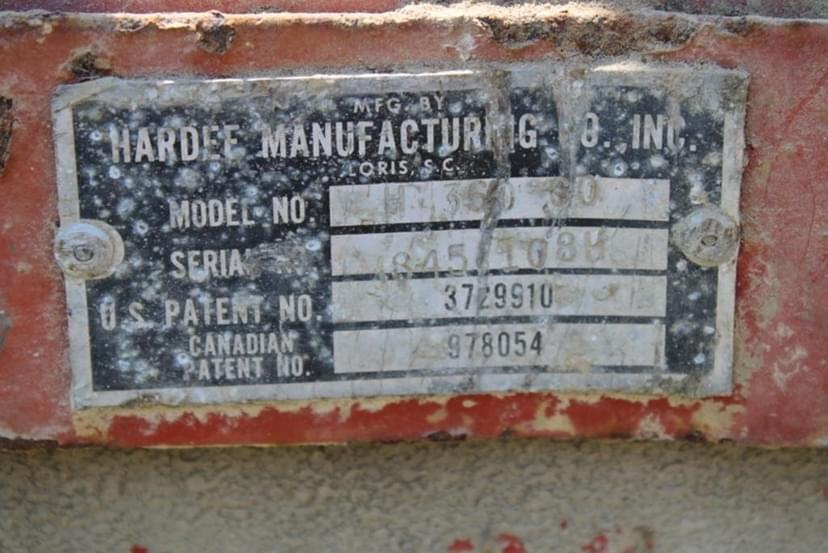 MFG. BY
HARDEE MANUFACTURING CO., INC.
LORIS, S.C.
MODEL NO.
SERIAL NO.
U.S. PATENT NO. 3729910
CANADIAN
PATENT NO. 978054